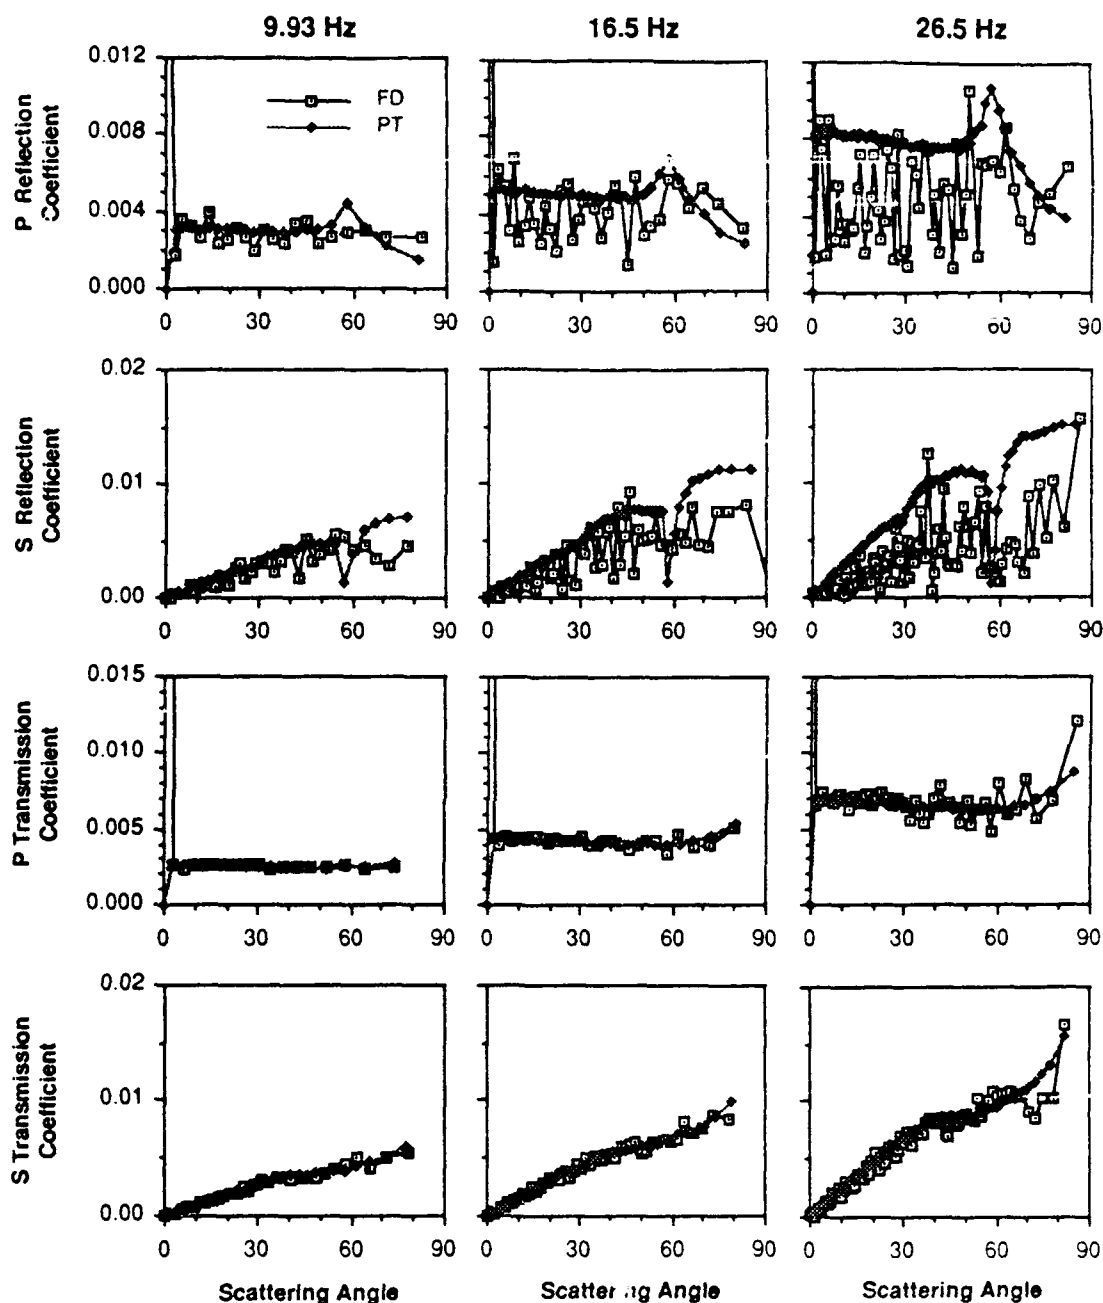 9.93 Hz 16.5 Hz 26.5 Hz
P Reflection
Coefficient
0.012
0.008
0.004
0.000
FD
PT
0 30 60 90
0 30 60 90
0 30 60 90
S Reflection
Coefficient
0.02
0.01
0.00
0 30 60 90
0 30 60 90
0 30 60 90
P Transmission
Coefficient
0.015
0.010
0.005
0.000
0 30 60 90
0 30 60 90
0 30 60 90
S Transmission
Coefficient
0.02
0.01
0.00
0 30 60 90
0 30 60 90
0 30 60 90
Scattering Angle Scattering Angle Scattering Angle